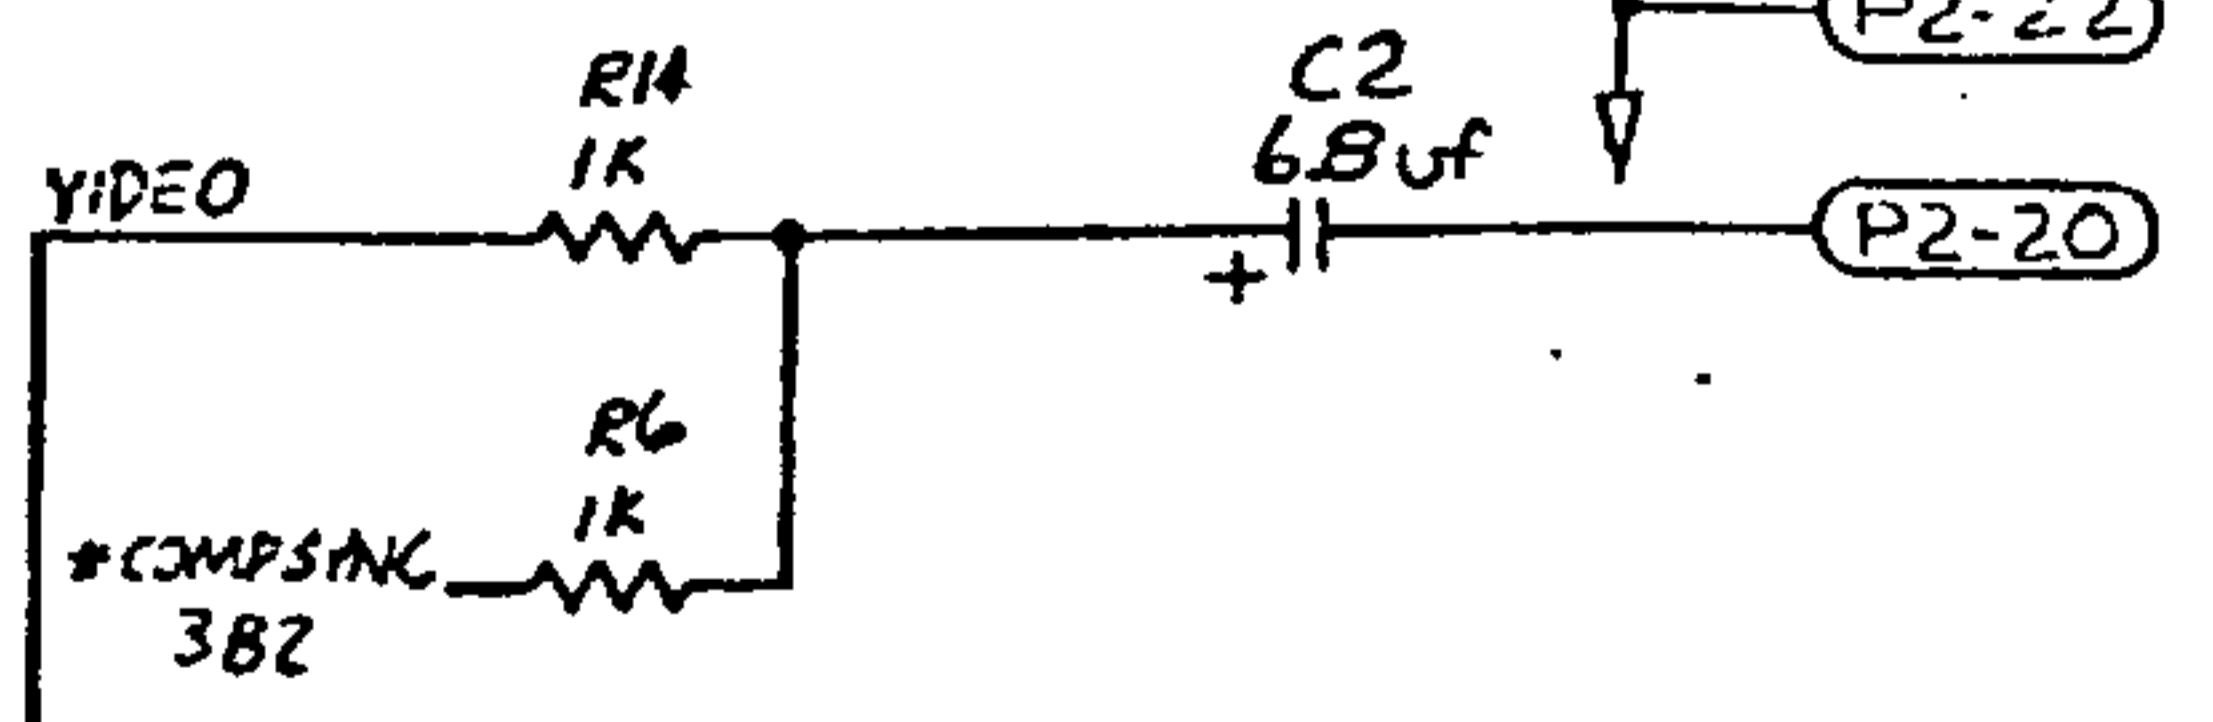 P2-22
R14
1K
C2
6.8uf
VIDEO
+
P2-20
R6
1K
*COMPSYNC
3B2